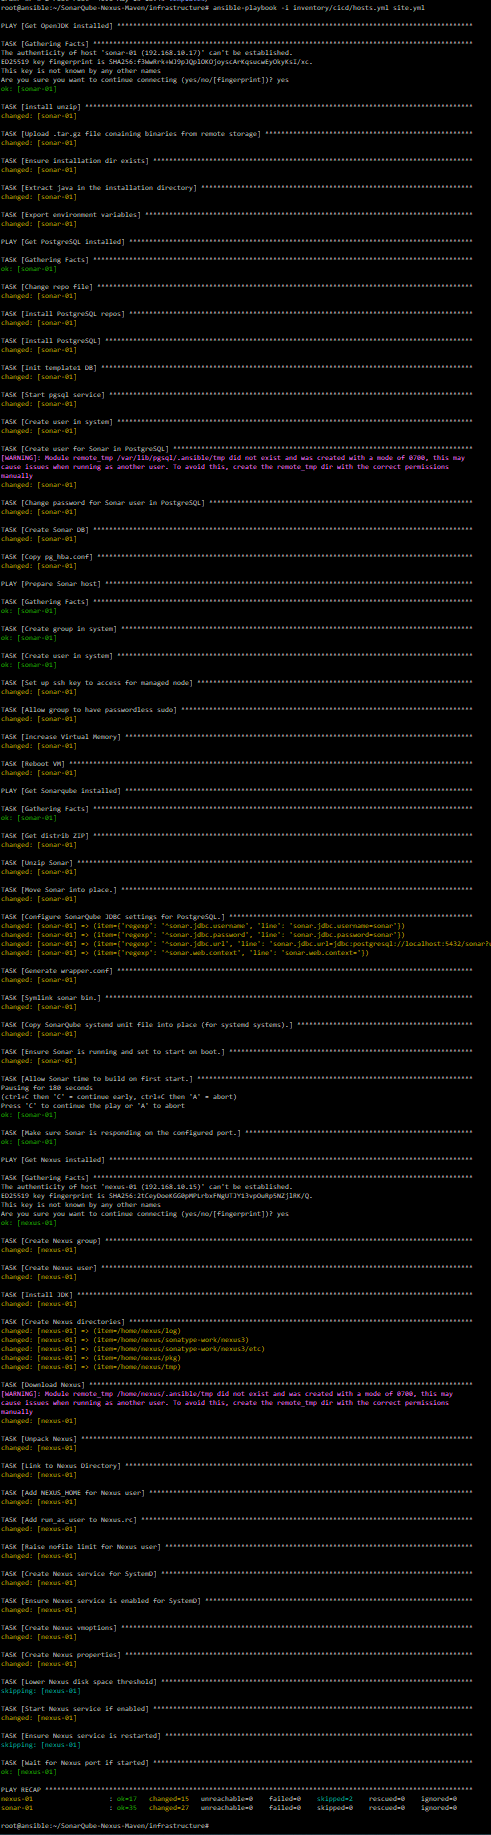 root@ansible:~/SonarQube-Nexus-Maven/infrastructure# ansible-playbook -i inventory/cicd/hosts.yml site.yml
PLAY [Get OpenJDK installed] ****
TASK [Gathering Facts] ****
The authenticity of host 'sonar-01 (192.168.10.17)' can't be established.
ED25519 key fingerprint is
This key is not known by any other names
Are you sure you want to continue connecting (yes/no/[fingerprint])? yes
ok: [sonar-01]
TASK [install unzip] ****
changed: [sonar-01]
TASK [Upload .tar.gz file conaining binaries from remote storage] ****
changed: [sonar-01]
TASK [Ensure installation dir exists] ****
changed: [sonar-01]
TASK [Extract java in the installation directory] ****
changed: [sonar-01]
TASK [Export environment variables] ****
changed: [sonar-01]
PLAY [Get PostgreSQL installed] ****
TASK [Gathering Facts] ****
ok: [sonar-01]
TASK [Change repo file] ****
changed: [sonar-01]
TASK [Install PostgreSQL repos] ****
changed: [sonar-01]
TASK [Install PostgreSQL] ****
changed: [sonar-01]
TASK [Init template1 DB] ****
changed: [sonar-01]
TASK [Start pgsql service] ****
changed: [sonar-01]
TASK [Create user in system] ****
changed: [sonar-01]
TASK [Create user for Sonar in PostgreSQL] ****
[WARNING]: Module remote_tmp /var/lib/pgsql/.ansible/tmp did not exist and was created with a mode of 0700, this may
cause issues when running as another user. To avoid this, create the remote_tmp dir with the correct permissions
manually
changed: [sonar-01]
TASK [Change password for Sonar user in PostgreSQL] ****
changed: [sonar-01]
TASK [Create Sonar DB] ****
changed: [sonar-01]
TASK [Copy pg_hba.conf] ****
changed: [sonar-01]
PLAY [Prepare Sonar host] ****
TASK [Gathering Facts] ****
ok: [sonar-01]
TASK [Create group in system] ****
ok: [sonar-01]
TASK [Create user in system] ****
ok: [sonar-01]
TASK [Set up ssh key to access for managed node] ****
changed: [sonar-01]
TASK [Allow group to have passwordless sudo] ****
changed: [sonar-01]
TASK [Increase Virtual Memory] ****
changed: [sonar-01]
TASK [Reboot VM] ****
changed: [sonar-01]
PLAY [Get Sonarqube installed] ****
TASK [Gathering Facts] ****
ok: [sonar-01]
TASK [Get distrib ZIP] ****
changed: [sonar-01]
TASK [Unzip Sonar] ****
changed: [sonar-01]
TASK [Move Sonar into place.] ****
changed: [sonar-01]
TASK [Configure SonarQube JDBC settings for PostgreSQL.] ****
changed: [sonar-01] => (item={'regexp': '^sonar.jdbc.username', 'line': 'sonar.jdbc.username=sonar'})
changed: [sonar-01] => (item={'regexp': '^sonar.jdbc.password', 'line': 'sonar.jdbc.password=sonar'})
changed: [sonar-01] => (item={'regexp': '^sonar.jdbc.url', 'line': 'sonar.jdbc.url=jdbc:postgresql://localhost:5432/sonar?
changed: [sonar-01] => (item={'regexp': '^sonar.web.context', 'line': 'sonar.web.context='})
TASK [Generate wrapper.conf] ****
changed: [sonar-01]
TASK [Symlink sonar bin.] ****
changed: [sonar-01]
TASK [Copy SonarQube systemd unit file into place (for systemd systems).] ****
changed: [sonar-01]
TASK [Ensure Sonar is running and set to start on boot.] ****
changed: [sonar-01]
TASK [Allow Sonar time to build on first start.] ****
Pausing for 180 seconds
(ctrl+C then 'C' = continue early, ctrl+C then 'A' = abort)
Press 'C' to continue the play or 'A' to abort
ok: [sonar-01]
TASK [Make sure Sonar is responding on the configured port.] ****
ok: [sonar-01]
PLAY [Get Nexus installed] ****
TASK [Gathering Facts] ****
The authenticity of host 'nexus-01 (192.168.10.15)' can't be established.
ED25519 key fingerprint is
This key is not known by any other names
Are you sure you want to continue connecting (yes/no/[fingerprint])? yes
ok: [nexus-01]
TASK [Create Nexus group] ****
changed: [nexus-01]
TASK [Create Nexus user] ****
changed: [nexus-01]
TASK [Install JDK] ****
changed: [nexus-01]
TASK [Create Nexus directories] ****
changed: [nexus-01] => (item=/home/nexus/log)
changed: [nexus-01] => (item=/home/nexus/sonatype-work/nexus3)
changed: [nexus-01] => (item=/home/nexus/sonatype-work/nexus3/etc)
changed: [nexus-01] => (item=/home/nexus/pkg)
changed: [nexus-01] => (item=/home/nexus/tmp)
TASK [Download Nexus] ****
[WARNING]: Module remote_tmp /home/nexus/.ansible/tmp did not exist and was created with a mode of 0700, this may
cause issues when running as another user. To avoid this, create the remote_tmp dir with the correct permissions
manually
changed: [nexus-01]
TASK [Unpack Nexus] ****
changed: [nexus-01]
TASK [Link to Nexus Directory] ****
changed: [nexus-01]
TASK [Add NEXUS_HOME for Nexus user] ****
changed: [nexus-01]
TASK [Add run_as_user to Nexus.rc] ****
changed: [nexus-01]
TASK [Raise nofile limit for Nexus user] ****
changed: [nexus-01]
TASK [Create Nexus service for SystemD] ****
changed: [nexus-01]
TASK [Ensure Nexus service is enabled for SystemD] ****
changed: [nexus-01]
TASK [Create Nexus vmoptions] ****
changed: [nexus-01]
TASK [Create Nexus properties] ****
changed: [nexus-01]
TASK [Lower Nexus disk space threshold] ****
skipping: [nexus-01]
TASK [Start Nexus service if enabled] ****
changed: [nexus-01]
TASK [Ensure Nexus service is restarted] ****
skipping: [nexus-01]
TASK [Wait for Nexus port if started] ****
ok: [nexus-01]
PLAY RECAP ****
nexus-01 : ok=17 changed=15 unreachable=0 failed=0 skipped=2 rescued=0 ignored=0
sonar-01 : ok=35 changed=27 unreachable=0 failed=0 skipped=0 rescued=0 ignored=0
root@ansible:~/SonarQube-Nexus-Maven/infrastructure#